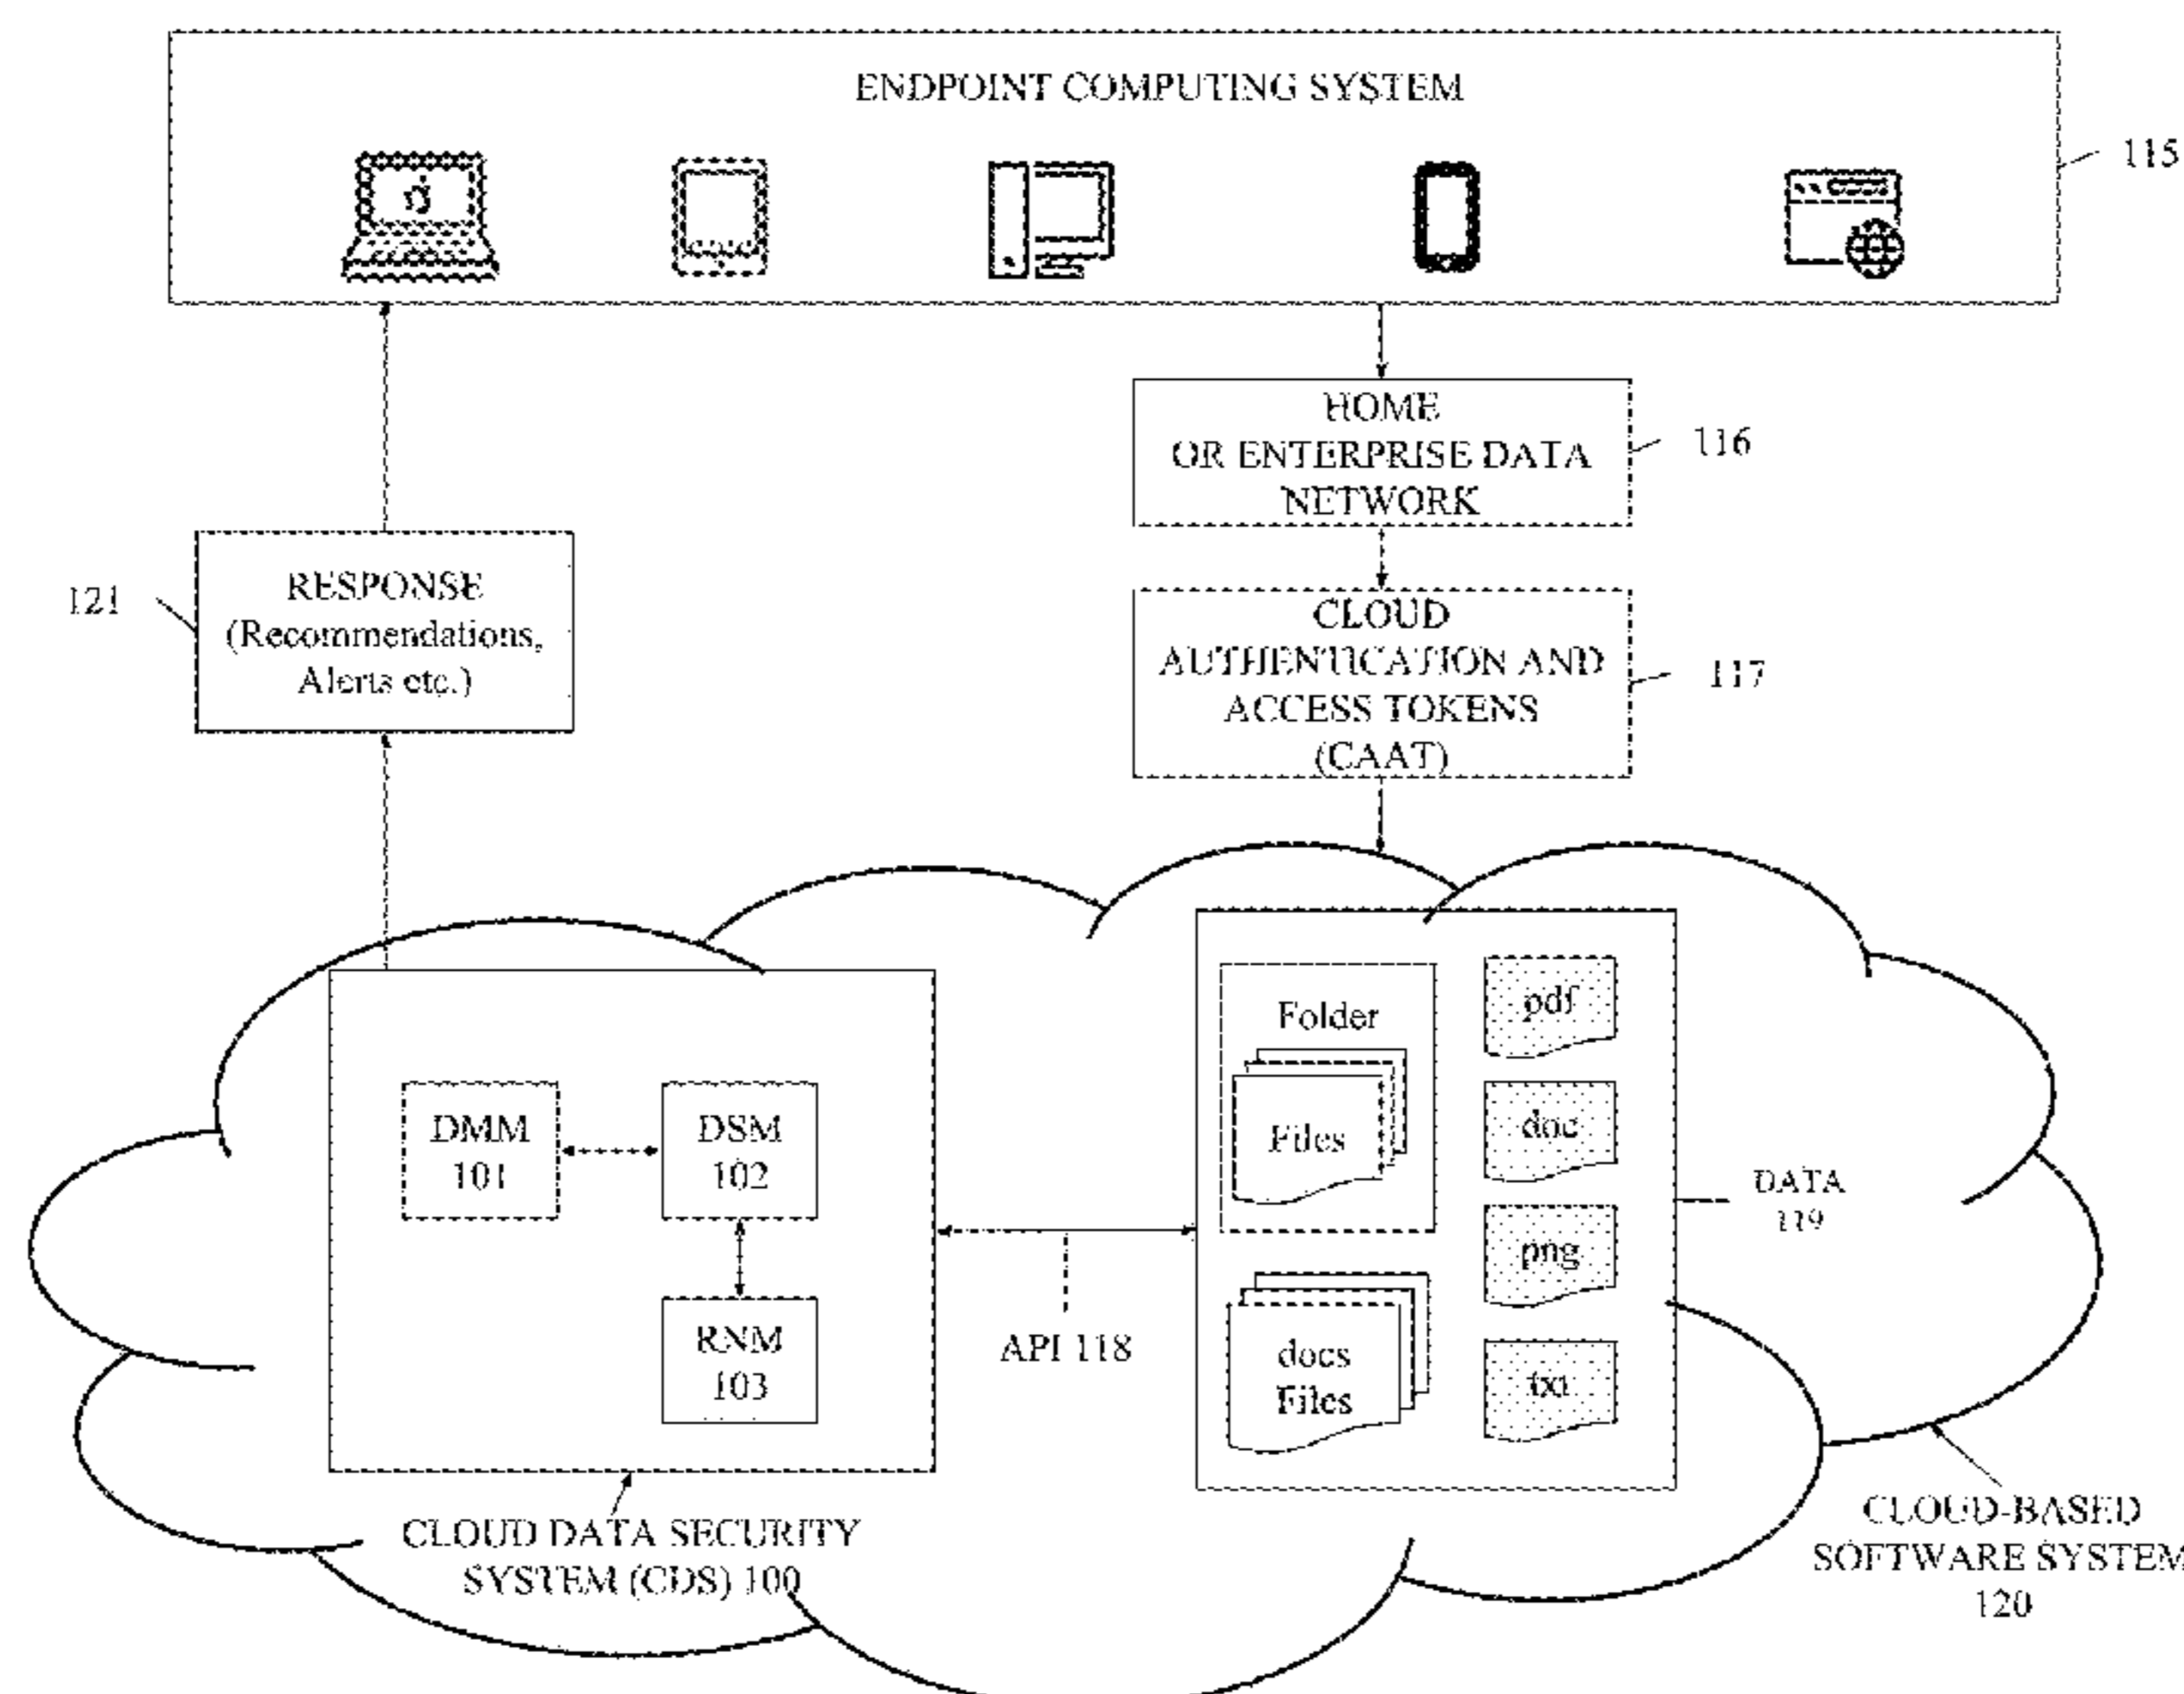 ENDPOINT COMPUTING SYSTEM
115
HOME
OR ENTERPRISE DATA
NETWORK
116
121
RESPONSE
(Recommendations,
Alerts etc.)
CLOUD
AUTHENTICATION AND
ACCESS TOKENS
(CAAT)
117
DMM
101
DSM
102
RNM
103
API 118
Folder
Files
docs
Files
pdf
doc
png
txt
DATA
119
CLOUD DATA SECURITY
SYSTEM (CDS) 100
CLOUD-BASED
SOFTWARE SYSTEM
120